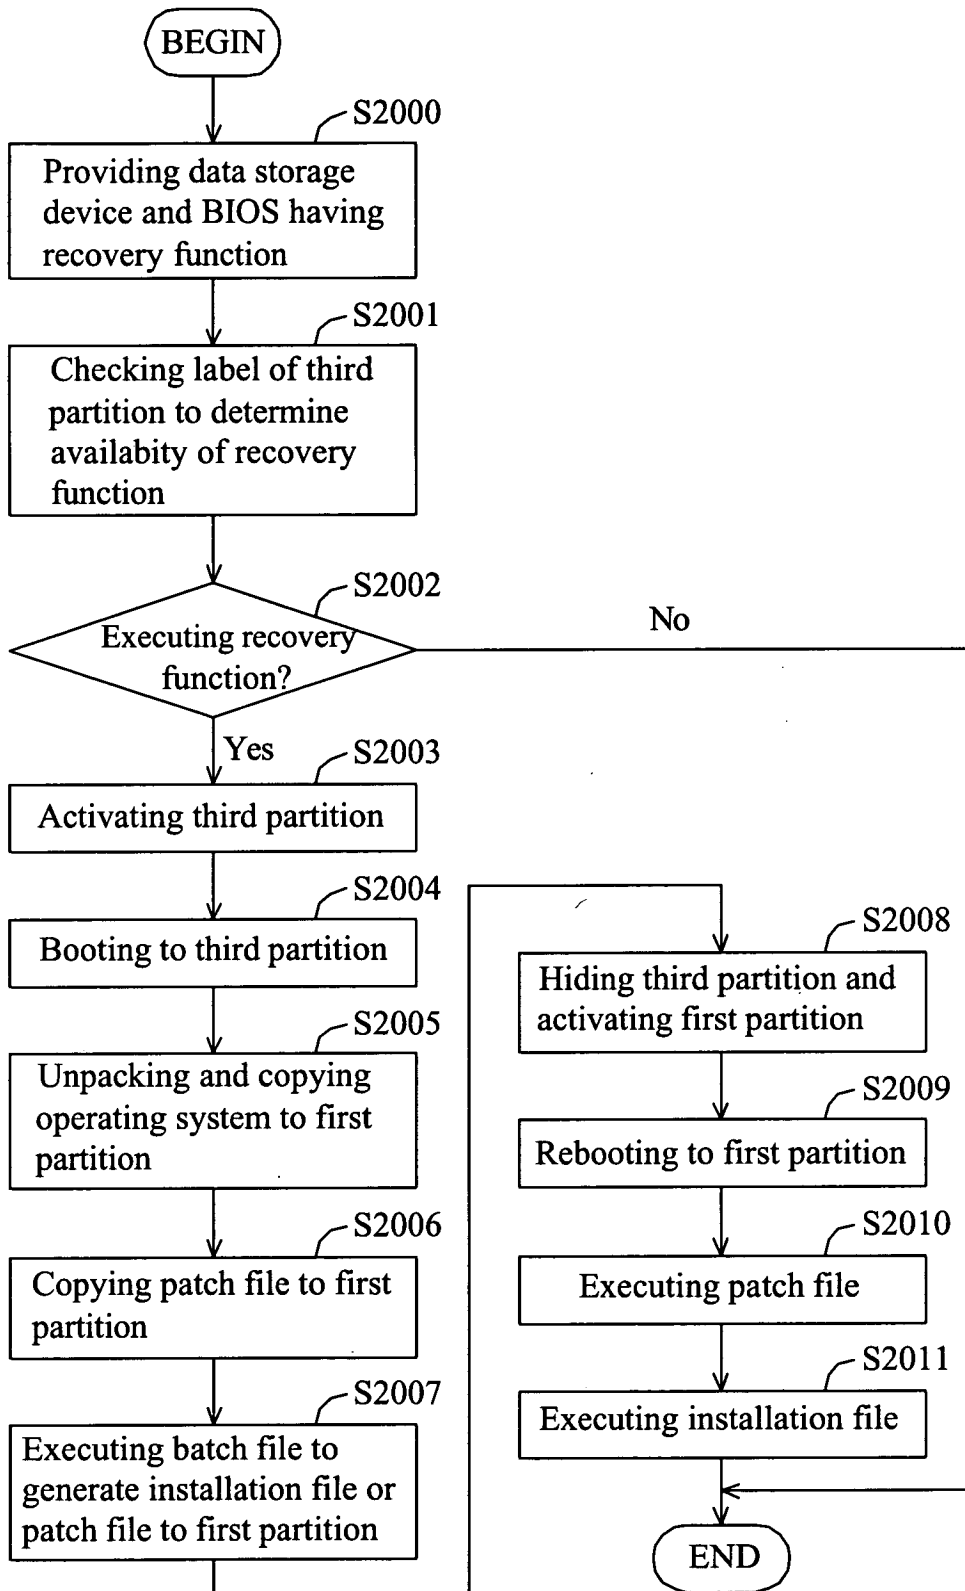 BEGIN
S2000
Providing data storage
device and BIOS having
recovery function
S2001
Checking label of third
partition to determine
availabity of recovery
function
S2002
Executing recovery
function?
No
Yes
S2003
Activating third partition
S2004
Booting to third partition
S2005
Unpacking and copying
operating system to first
partition
S2006
Copying patch file to first
partition
S2007
Executing batch file to
generate installation file or
patch file to first partition
S2008
Hiding third partition and
activating first partition
S2009
Rebooting to first partition
S2010
Executing patch file
S2011
Executing installation file
END